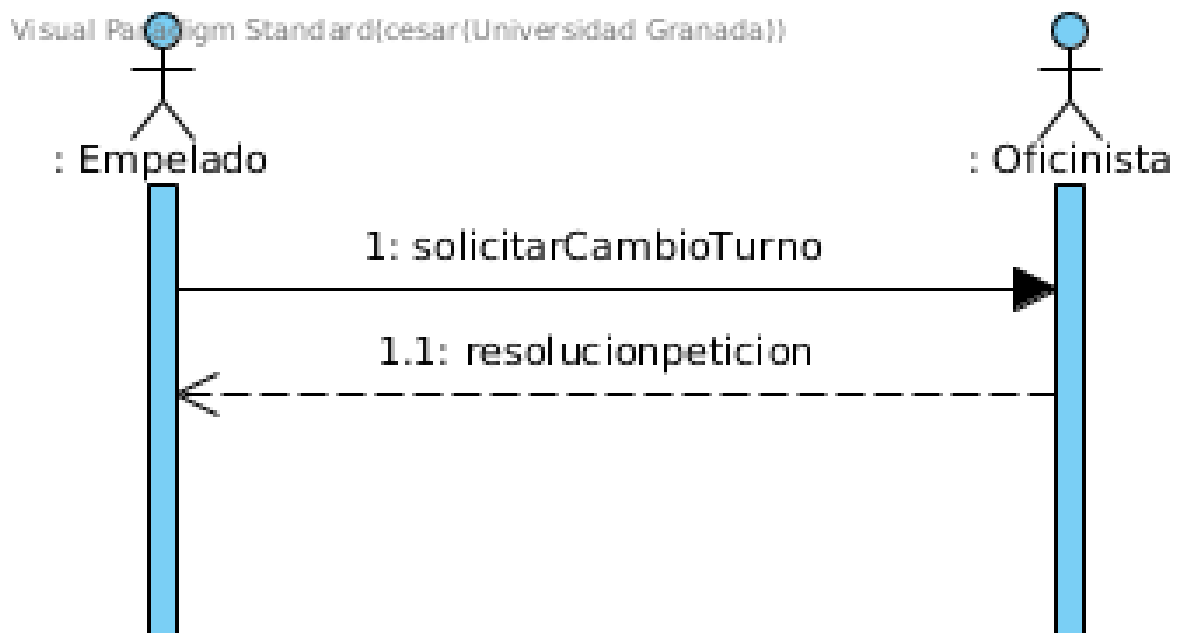 Visual Paradigm Standard(cesar(Universidad Granada))
: Empelado
: Oficinista
1: solicitarCambioTurno
1.1: resolucionpeticion